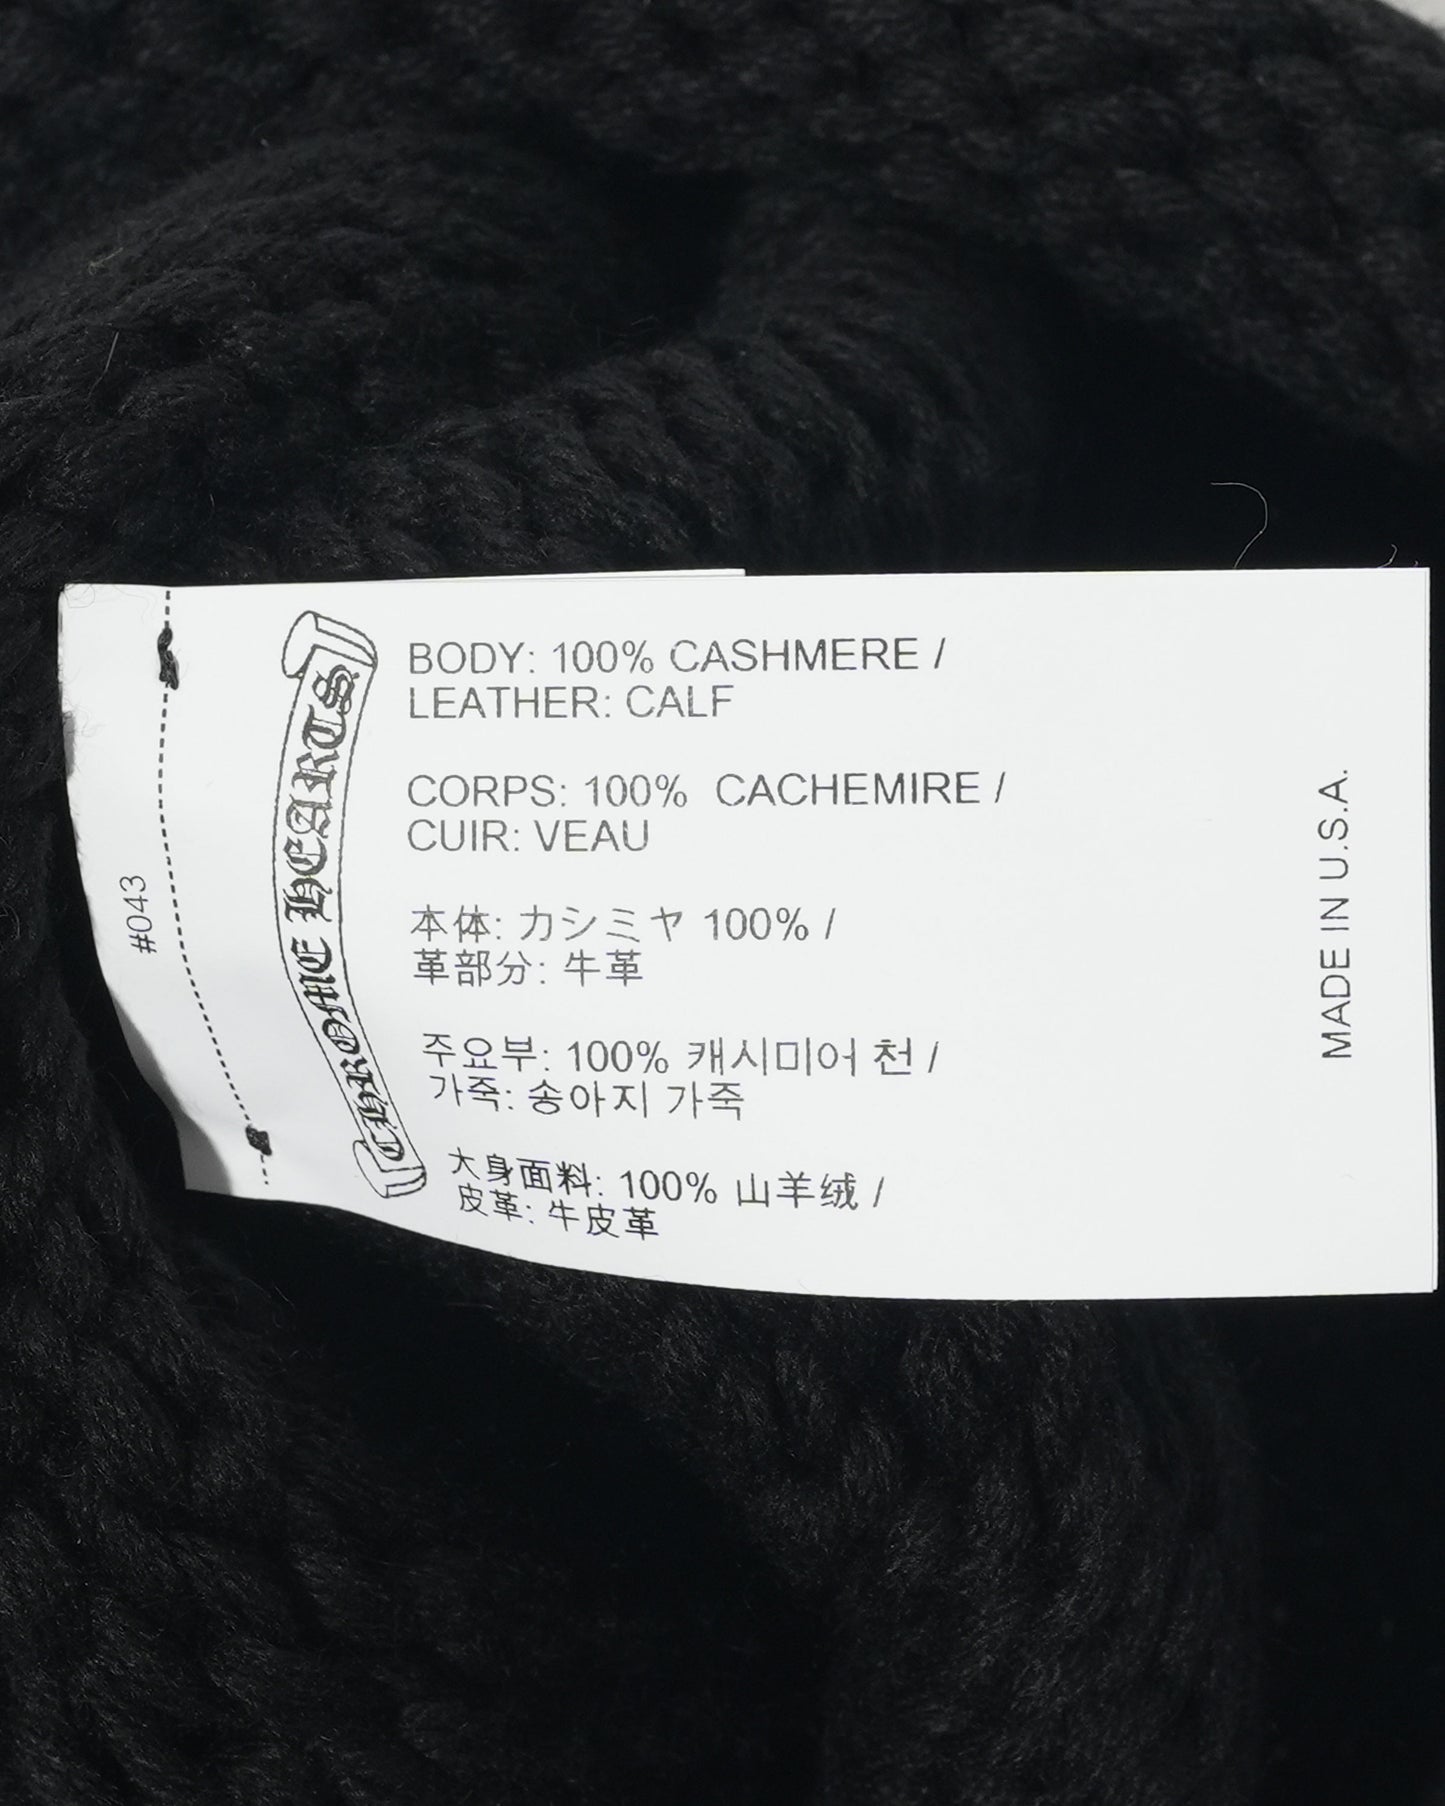 #043
CHROME HEARTS
BODY: 100% CASHMERE /
LEATHER: CALF
CORPS: 100% CACHEMIRE /
CUIR: VEAU
本体: カシミヤ 100% /
革部分: 牛革
주요부: 100% 캐시미어 천 /
가죽: 송아지 가죽
大身面料: 100% 山羊绒 /
皮革: 牛皮革
MADE IN U.S.A.